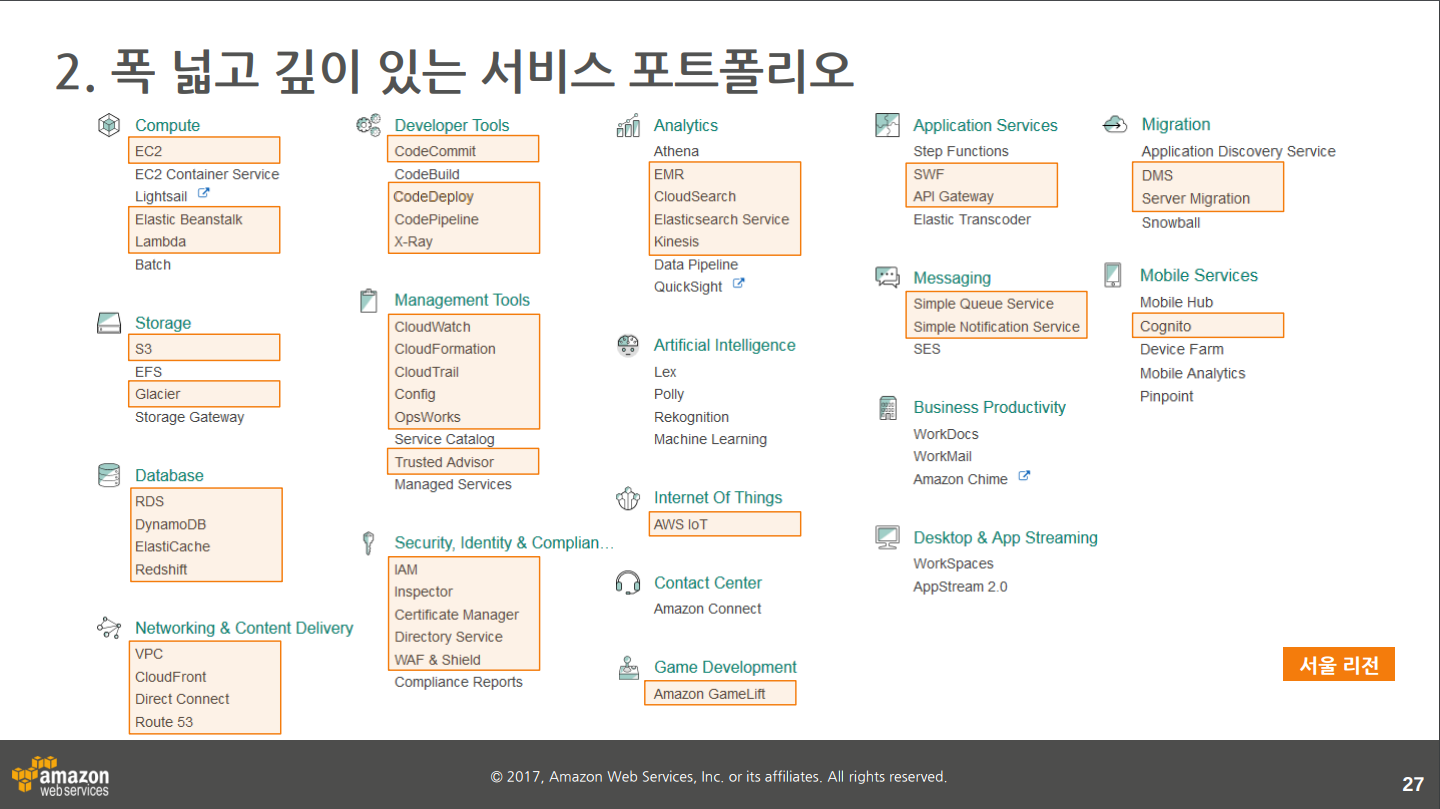 2. 폭 넓고 깊이 있는 서비스 포트폴리오
Compute
EC2
EC2 Container Service
Lightsail
Elastic Beanstalk
Lambda
Batch
Storage
S3
EFS
Glacier
Storage Gateway
Database
RDS
DynamoDB
ElastiCache
Redshift
Networking & Content Delivery
VPC
CloudFront
Direct Connect
Route 53
Developer Tools
CodeCommit
CodeBuild
CodeDeploy
CodePipeline
X-Ray
Management Tools
CloudWatch
CloudFormation
CloudTrail
Config
OpsWorks
Service Catalog
Trusted Advisor
Managed Services
Security, Identity & Complian...
IAM
Inspector
Certificate Manager
Directory Service
WAF & Shield
Compliance Reports
Analytics
Athena
EMR
CloudSearch
Elasticsearch Service
Kinesis
Data Pipeline
QuickSight
Artificial Intelligence
Lex
Polly
Rekognition
Machine Learning
Internet Of Things
AWS IoT
Contact Center
Amazon Connect
Game Development
Amazon GameLift
Application Services
Step Functions
SWF
API Gateway
Elastic Transcoder
Messaging
Simple Queue Service
Simple Notification Service
SES
Business Productivity
WorkDocs
WorkMail
Amazon Chime
Desktop & App Streaming
WorkSpaces
AppStream 2.0
Migration
Application Discovery Service
DMS
Server Migration
Snowball
Mobile Services
Mobile Hub
Cognito
Device Farm
Mobile Analytics
Pinpoint
서울 리전
amazon
web services
© 2017, Amazon Web Services, Inc. or its affiliates. All rights reserved.
27